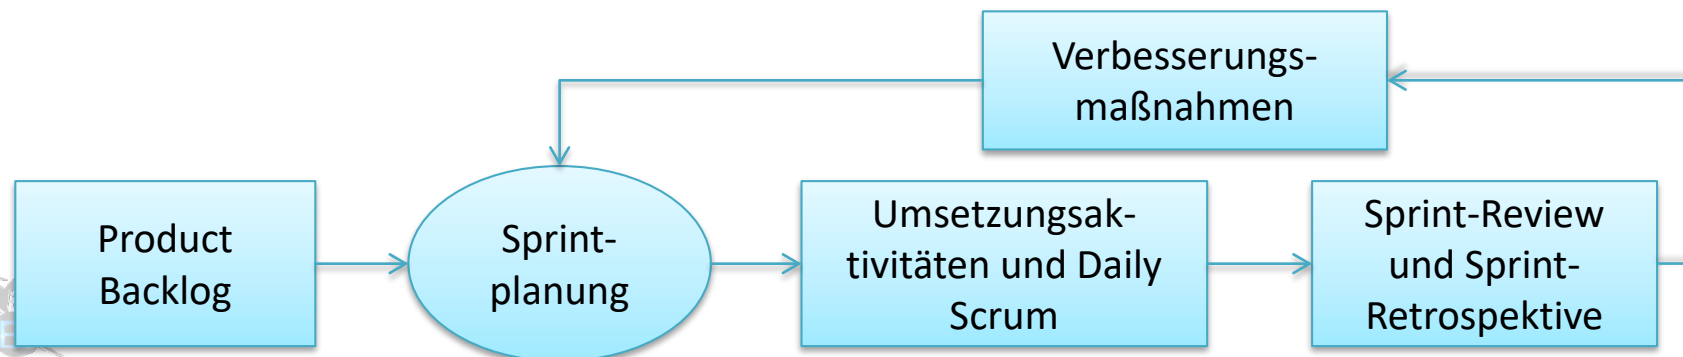 Verbesserungs-
maßnahmen
Product
Backlog
Sprint-
planung
Umsetzungsak-
tivitäten und Daily
Scrum
Sprint-Review
und Sprint-
Retrospektive